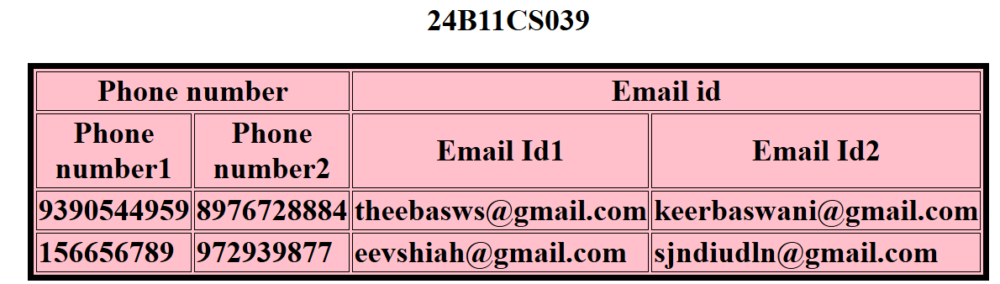 24B11CS039
Phone number Email id
Phone number1 Phone number2 Email Id1 Email Id2
9390544959 8976728884 theebasws@gmail.com keerbaswani@gmail.com
156656789 972939877 eevshiah@gmail.com sjndiudln@gmail.com